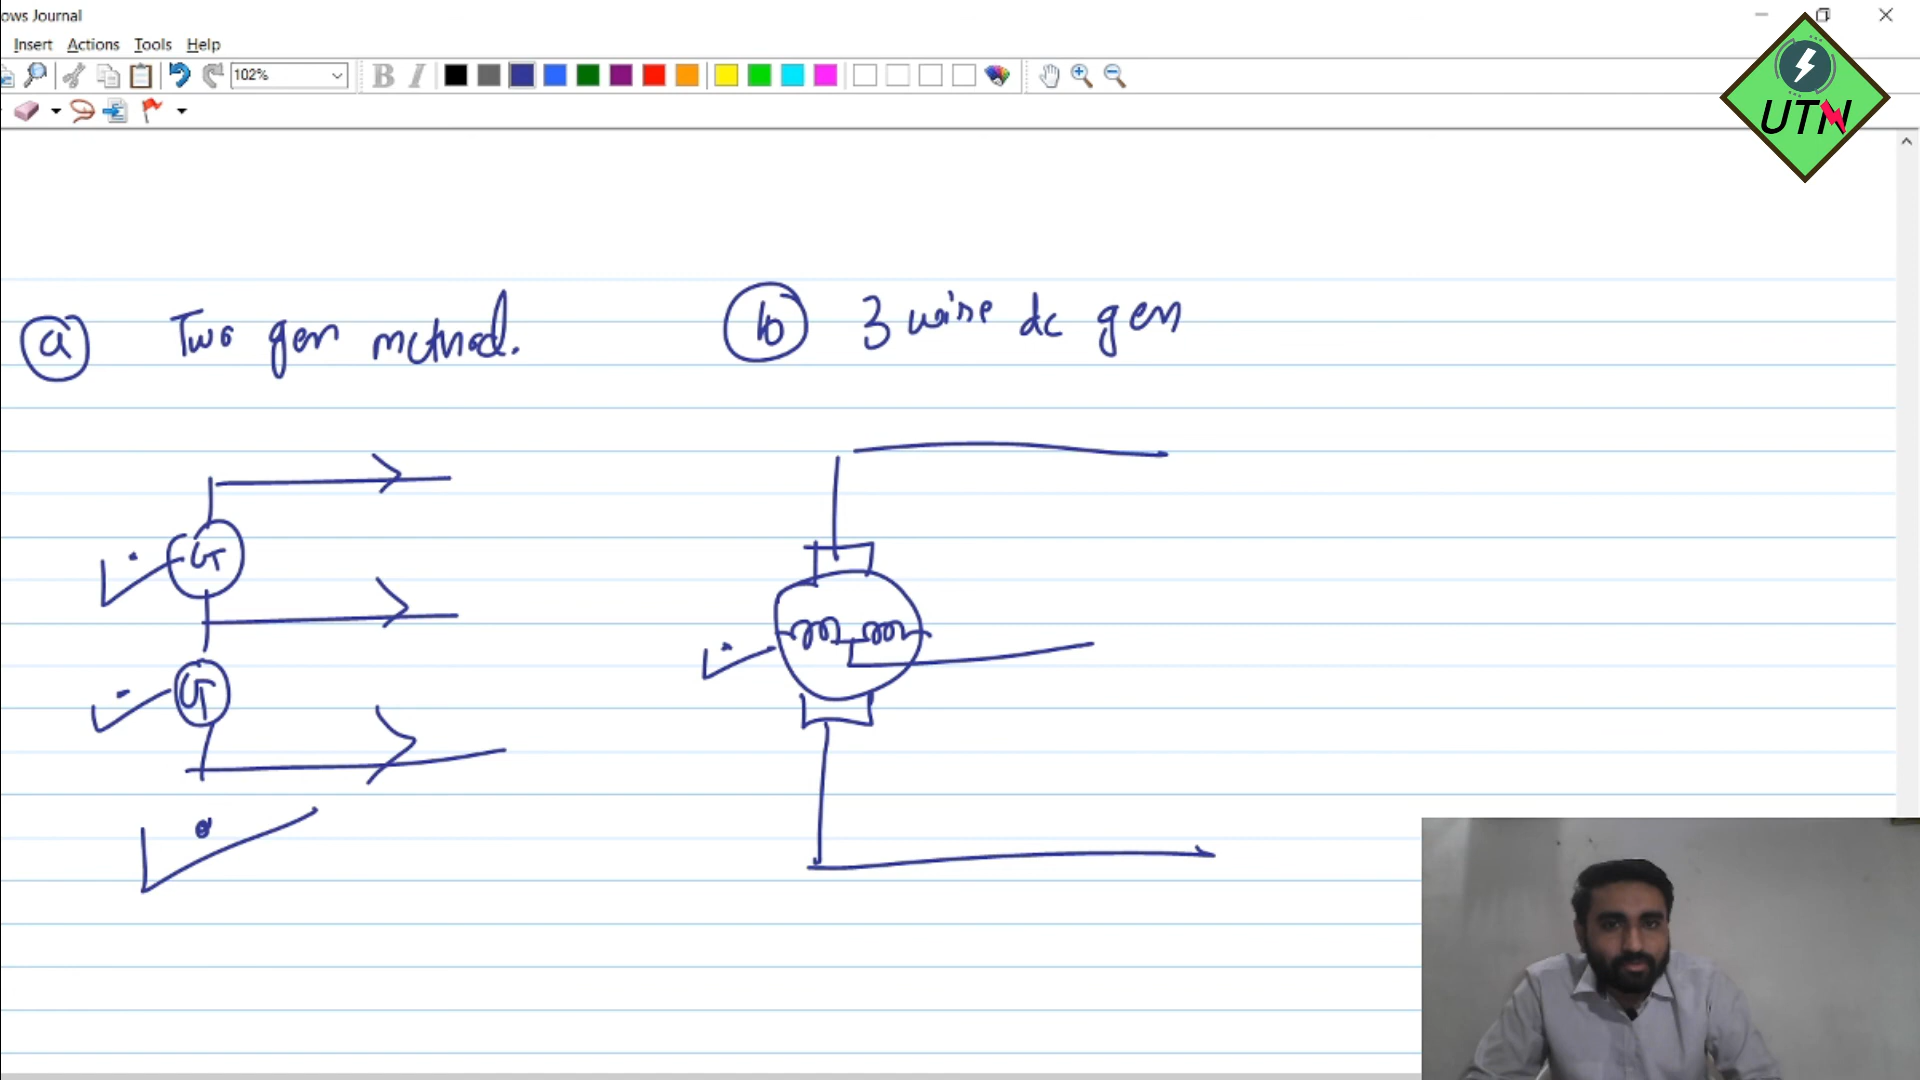 ows Journal
Insert Actions Tools Help
102%
B I
UTN
a Two gen method.
b 3 wire dc gen
G
G